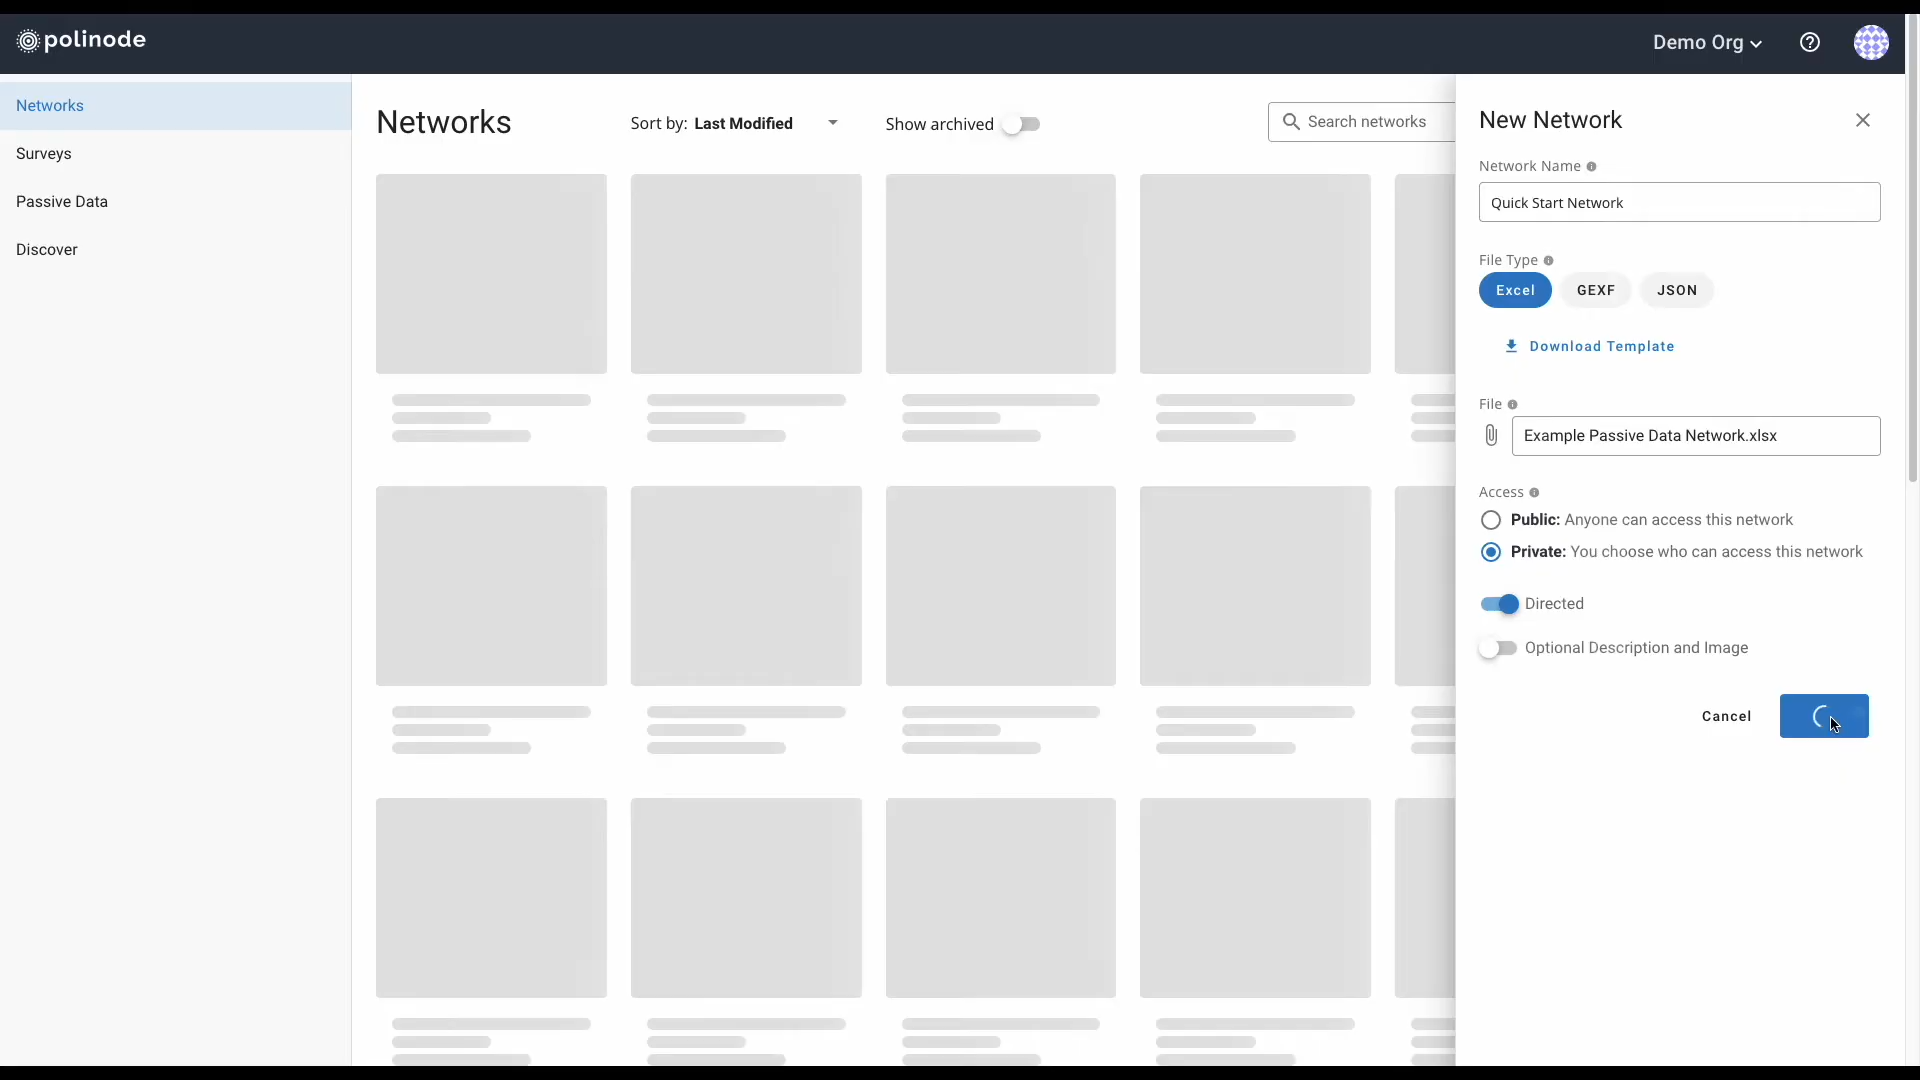 polinode
Demo Org
Networks
Surveys
Passive Data
Discover
Networks
Sort by: Last Modified
Show archived
Search networks
New Network
Network Name
Quick Start Network
File Type
Excel GEXF JSON
Download Template
File
Example Passive Data Network.xlsx
Access
Public: Anyone can access this network
Private: You choose who can access this network
Directed
Optional Description and Image
Cancel